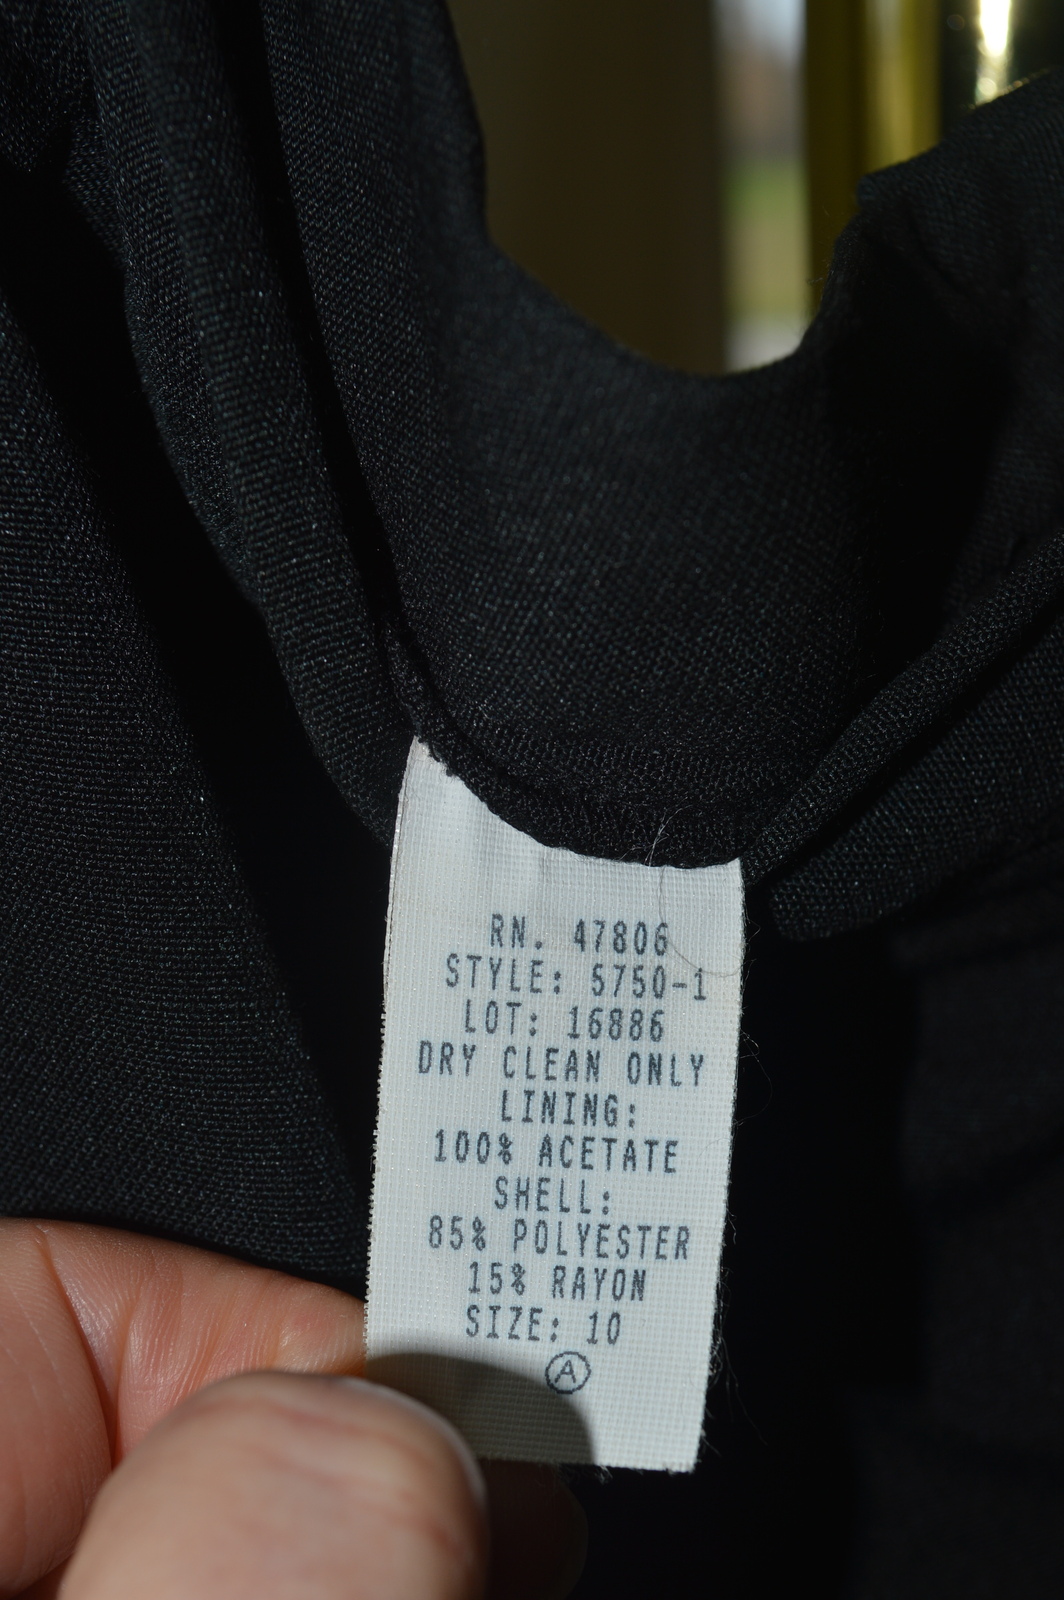 RN. 47806
STYLE: 5750-1
LOT: 16886
DRY CLEAN ONLY
LINING:
100% ACETATE
SHELL:
85% POLYESTER
15% RAYON
SIZE: 10
A